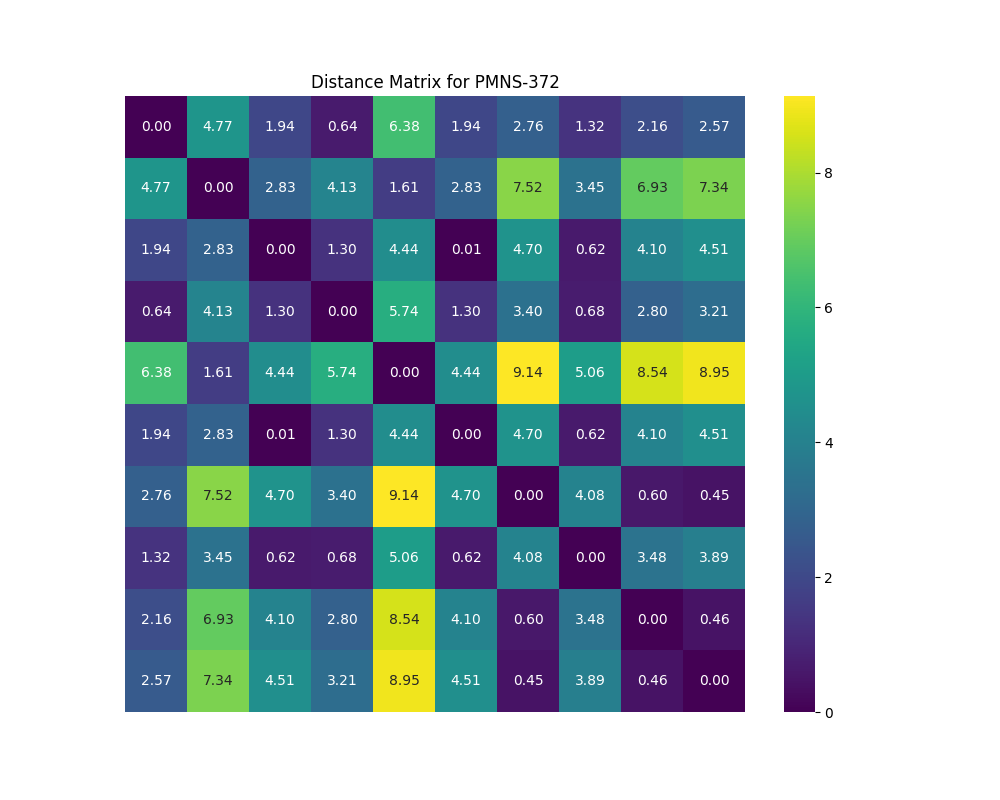 Distance Matrix for PMNS-372
0.00 4.77 1.94 0.64 6.38 1.94 2.76 1.32 2.16 2.57
4.77 0.00 2.83 4.13 1.61 2.83 7.52 3.45 6.93 7.34
1.94 2.83 0.00 1.30 4.44 0.01 4.70 0.62 4.10 4.51
0.64 4.13 1.30 0.00 5.74 1.30 3.40 0.68 2.80 3.21
6.38 1.61 4.44 5.74 0.00 4.44 9.14 5.06 8.54 8.95
1.94 2.83 0.01 1.30 4.44 0.00 4.70 0.62 4.10 4.51
2.76 7.52 4.70 3.40 9.14 4.70 0.00 4.08 0.60 0.45
1.32 3.45 0.62 0.68 5.06 0.62 4.08 0.00 3.48 3.89
2.16 6.93 4.10 2.80 8.54 4.10 0.60 3.48 0.00 0.46
2.57 7.34 4.51 3.21 8.95 4.51 0.45 3.89 0.46 0.00
8
6
4
2
0